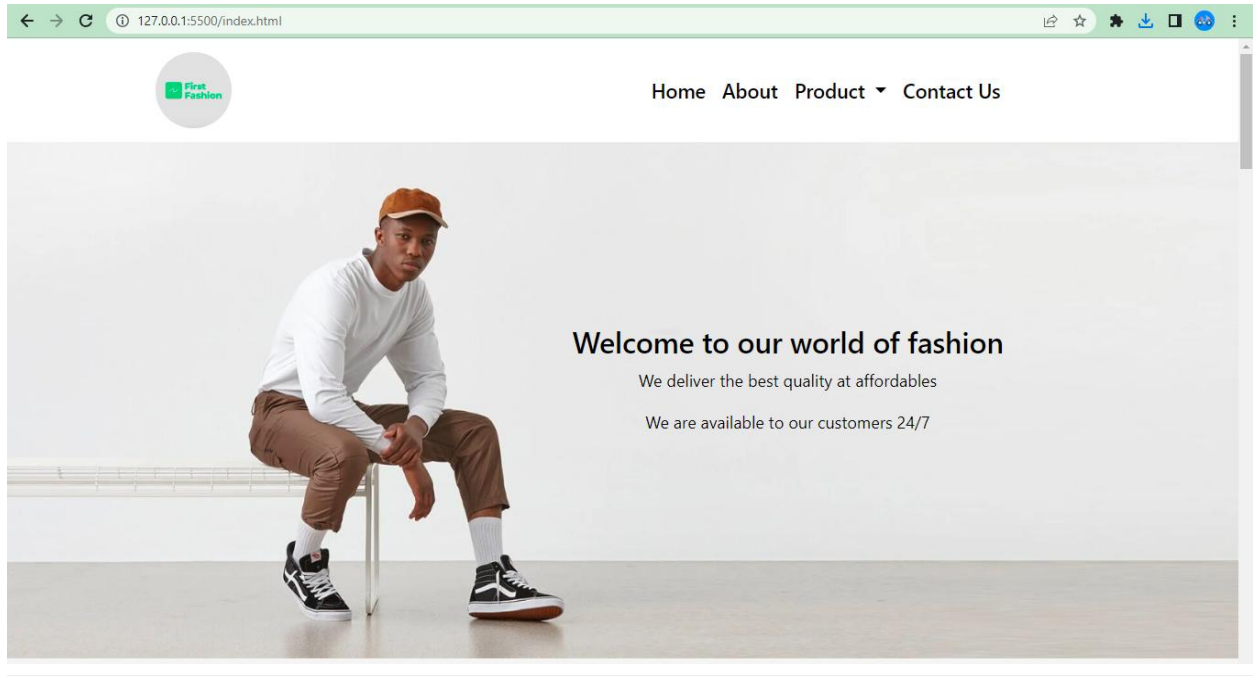 127.0.0.1:5500/index.html
First
Fashion
Home About Product Contact Us
Welcome to our world of fashion
We deliver the best quality at affordables
We are available to our customers 24/7